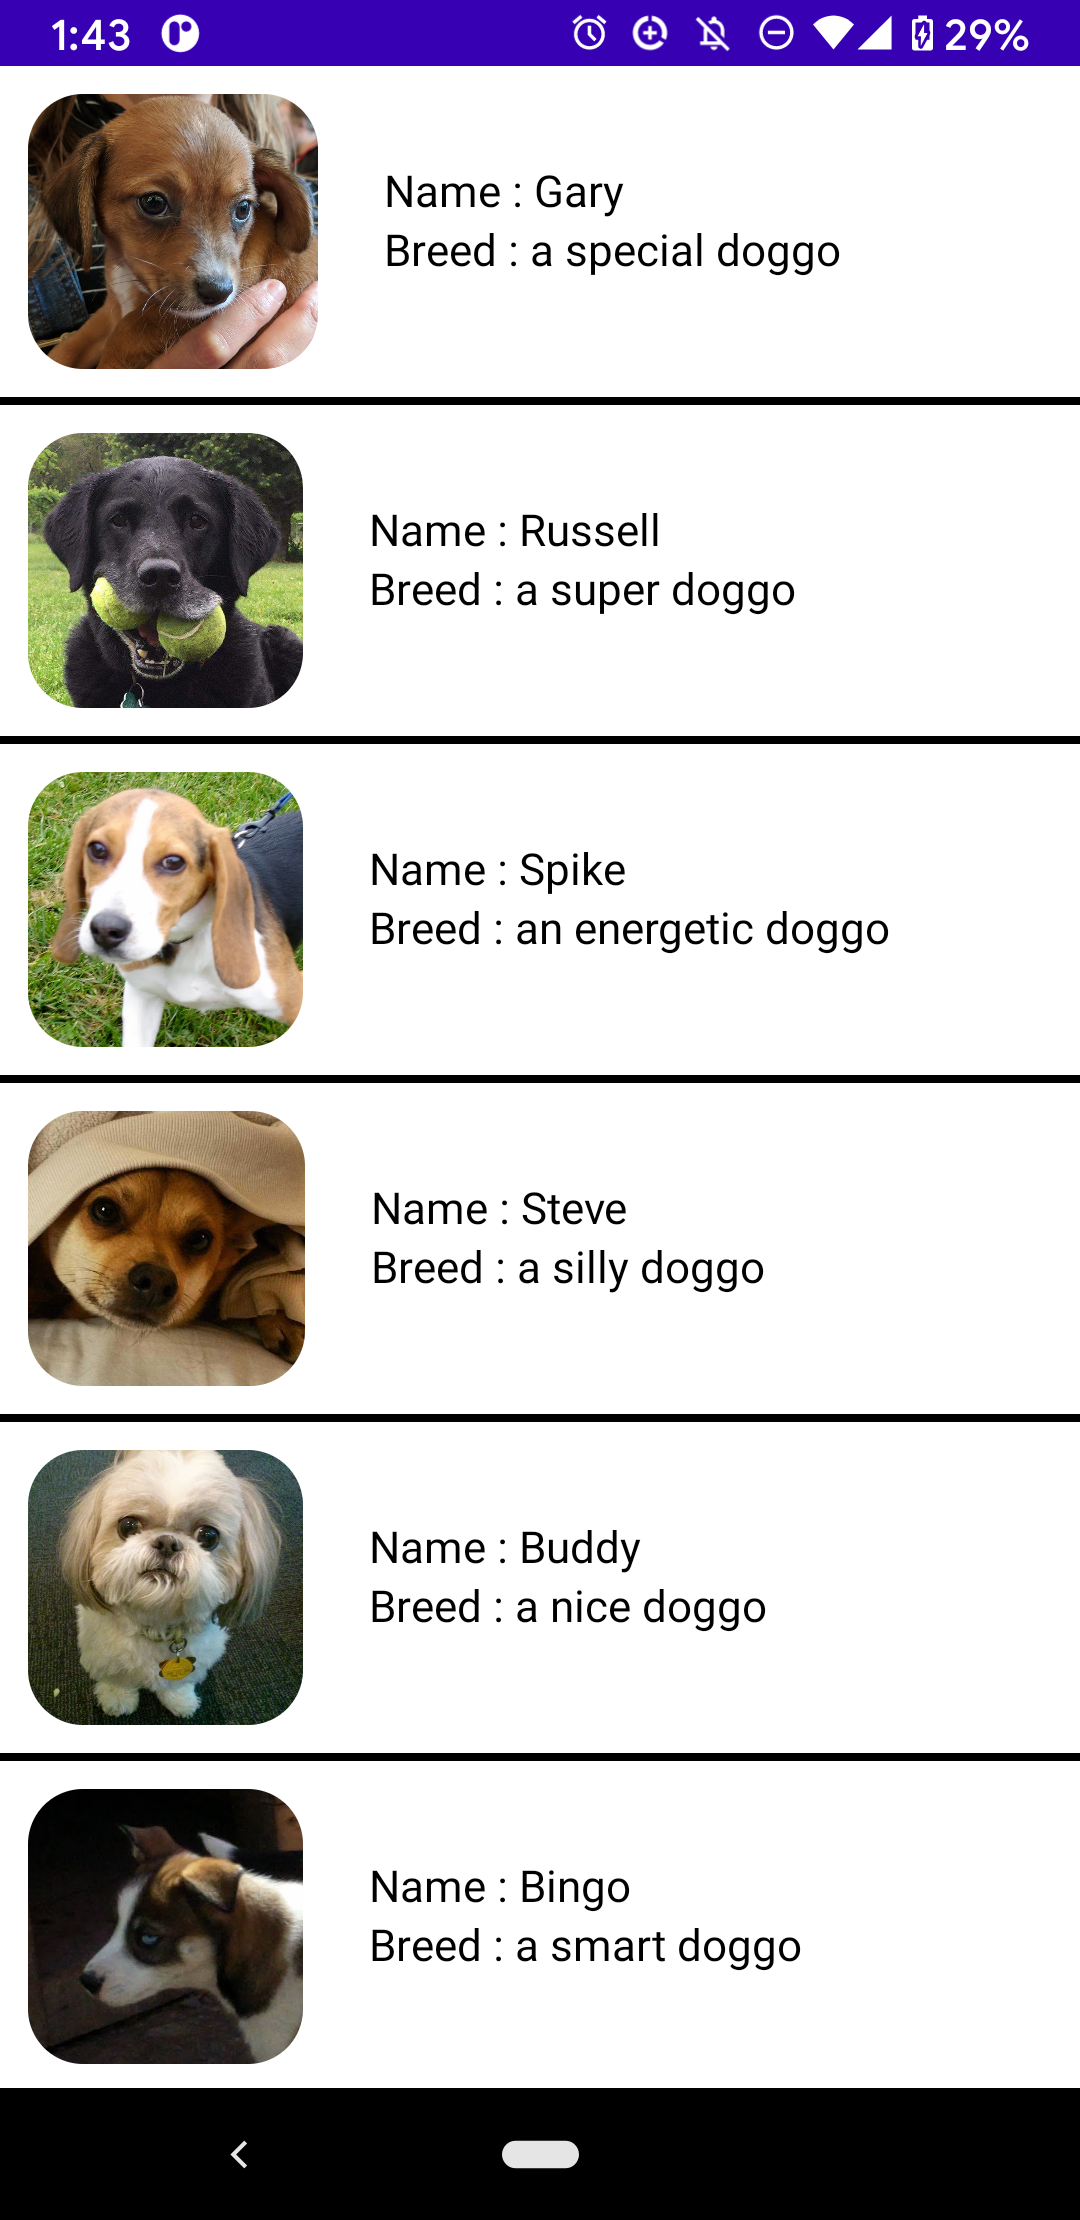 1:43
29%
Name : Gary
Breed : a special doggo
Name : Russell
Breed : a super doggo
Name : Spike
Breed : an energetic doggo
Name : Steve
Breed : a silly doggo
Name : Buddy
Breed : a nice doggo
Name : Bingo
Breed : a smart doggo